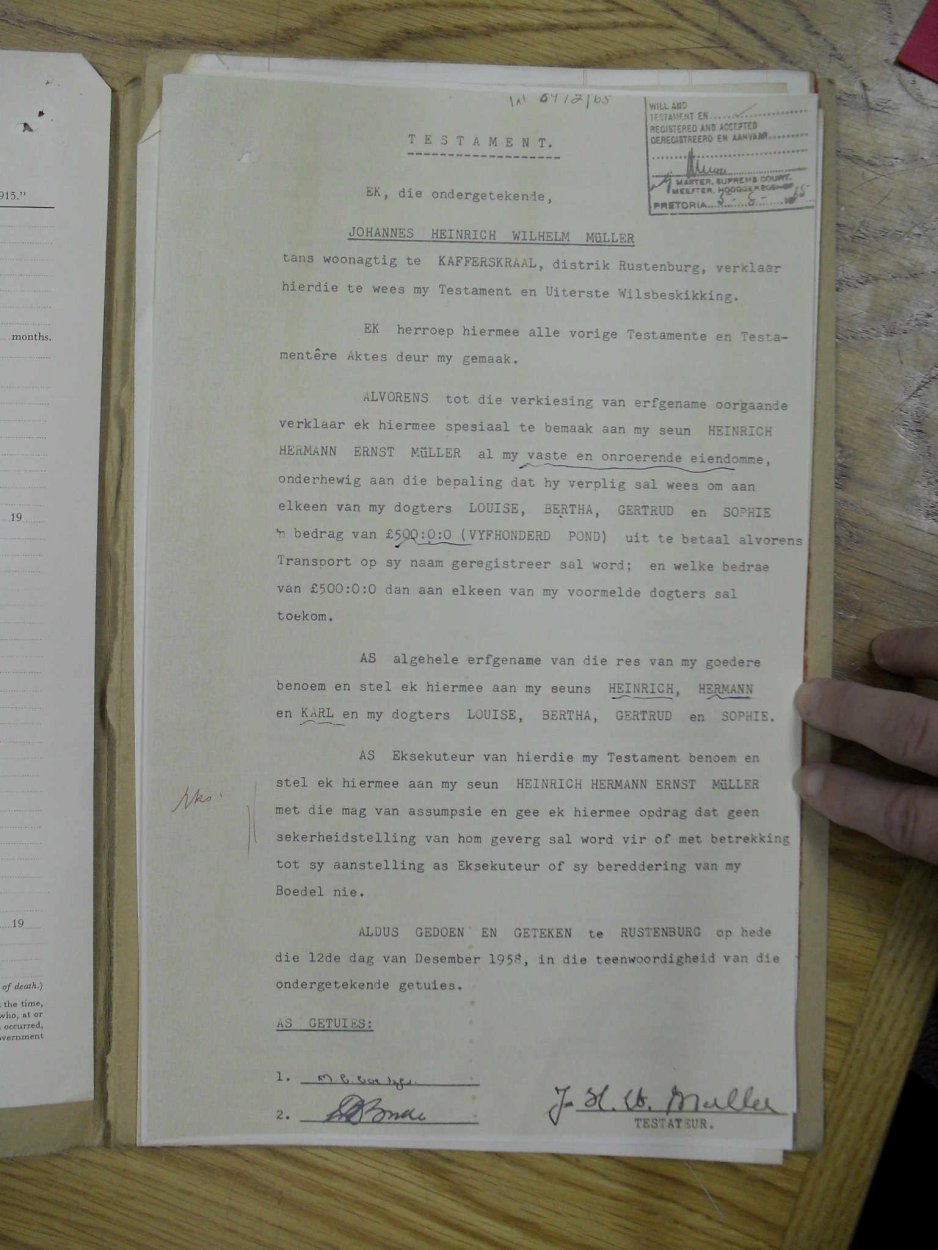 1915."
months.
19
19
of death.)
the time,
who, at or
occurred,
vernment
6472/65
WILL AND
TESTAMENT EN
REGISTERED AND ACCEPTED
GEREGISTREERD EN AANVAAR
MASTER, SUPREME COURT.
MEESTER, HOOGGEREGSHOF
PRETORIA
TESTAMENT.
EK, die ondergetekende,
JOHANNES HEINRICH WILHELM MüLLER
tans woonagtig te KAFFERSKRAAL, distrik Rustenburg, verklaar
hierdie te wees my Testament en Uiterste Wilsbeskikking.
EK herroep hiermee alle vorige Testamente en Testa-
mentêre Aktes deur my gemaak.
ALVORENS tot die verkiesing van erfgename oorgaande
verklaar ek hiermee spesiaal te bemaak aan my seun HEINRICH
HERMANN ERNST MüLLER al my vaste en onroerende eiendomme,
onderhewig aan die bepaling dat hy verplig sal wees om aan
elkeen van my dogters LOUISE, BERTHA, GERTRUD en SOPHIE
'n bedrag van £500:0:0 (VYFHONDERD POND) uit te betaal alvorens
Transport op sy naam geregistreer sal word; en welke bedrae
van £500:0:0 dan aan elkeen van my voormelde dogters sal
toekom.
AS algehele erfgename van die res van my goedere
benoem en stel ek hiermee aan my seuns HEINRICH, HERMANN
en KARL en my dogters LOUISE, BERTHA, GERTRUD en SOPHIE.
AS Eksekuteur van hierdie my Testament benoem en
stel ek hiermee aan my seun HEINRICH HERMANN ERNST MüLLER
met die mag van assumpsie en gee ek hiermee opdrag dat geen
sekerheidstelling van hom geverg sal word vir of met betrekking
tot sy aanstelling as Eksekuteur of sy bereddering van my
Boedel nie.
ALDUS GEDOEN EN GETEKEN te RUSTENBURG op hede
die 12de dag van Desember 1958, in die teenwoordigheid van die
ondergetekende getuies.
AS GETUIES:
1.
2.
J. H. W. Muller
TESTATEUR.